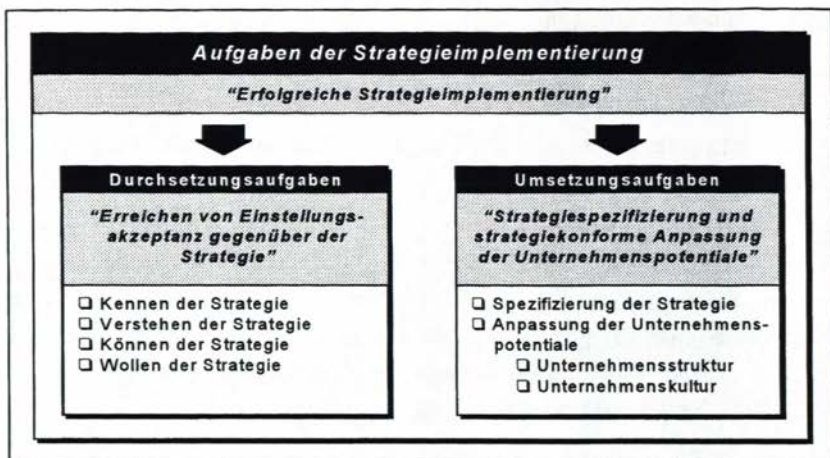 Aufgaben der Strategieimplementierung
"Erfolgreiche Strategieimplementierung"
Durchsetzungsaufgaben
"Erreichen von Einstellungs-
akzeptanz gegenüber der
Strategie"
❑ Kennen der Strategie
❑ Verstehen der Strategie
❑ Können der Strategie
❑ Wollen der Strategie
Umsetzungsaufgaben
"Strategiespezifizierung und
strategiekonforme Anpassung
der Unternehmenspotentiale"
❑ Spezifizierung der Strategie
❑ Anpassung der Unternehmens-
potentiale
❑ Unternehmensstruktur
❑ Unternehmenskultur